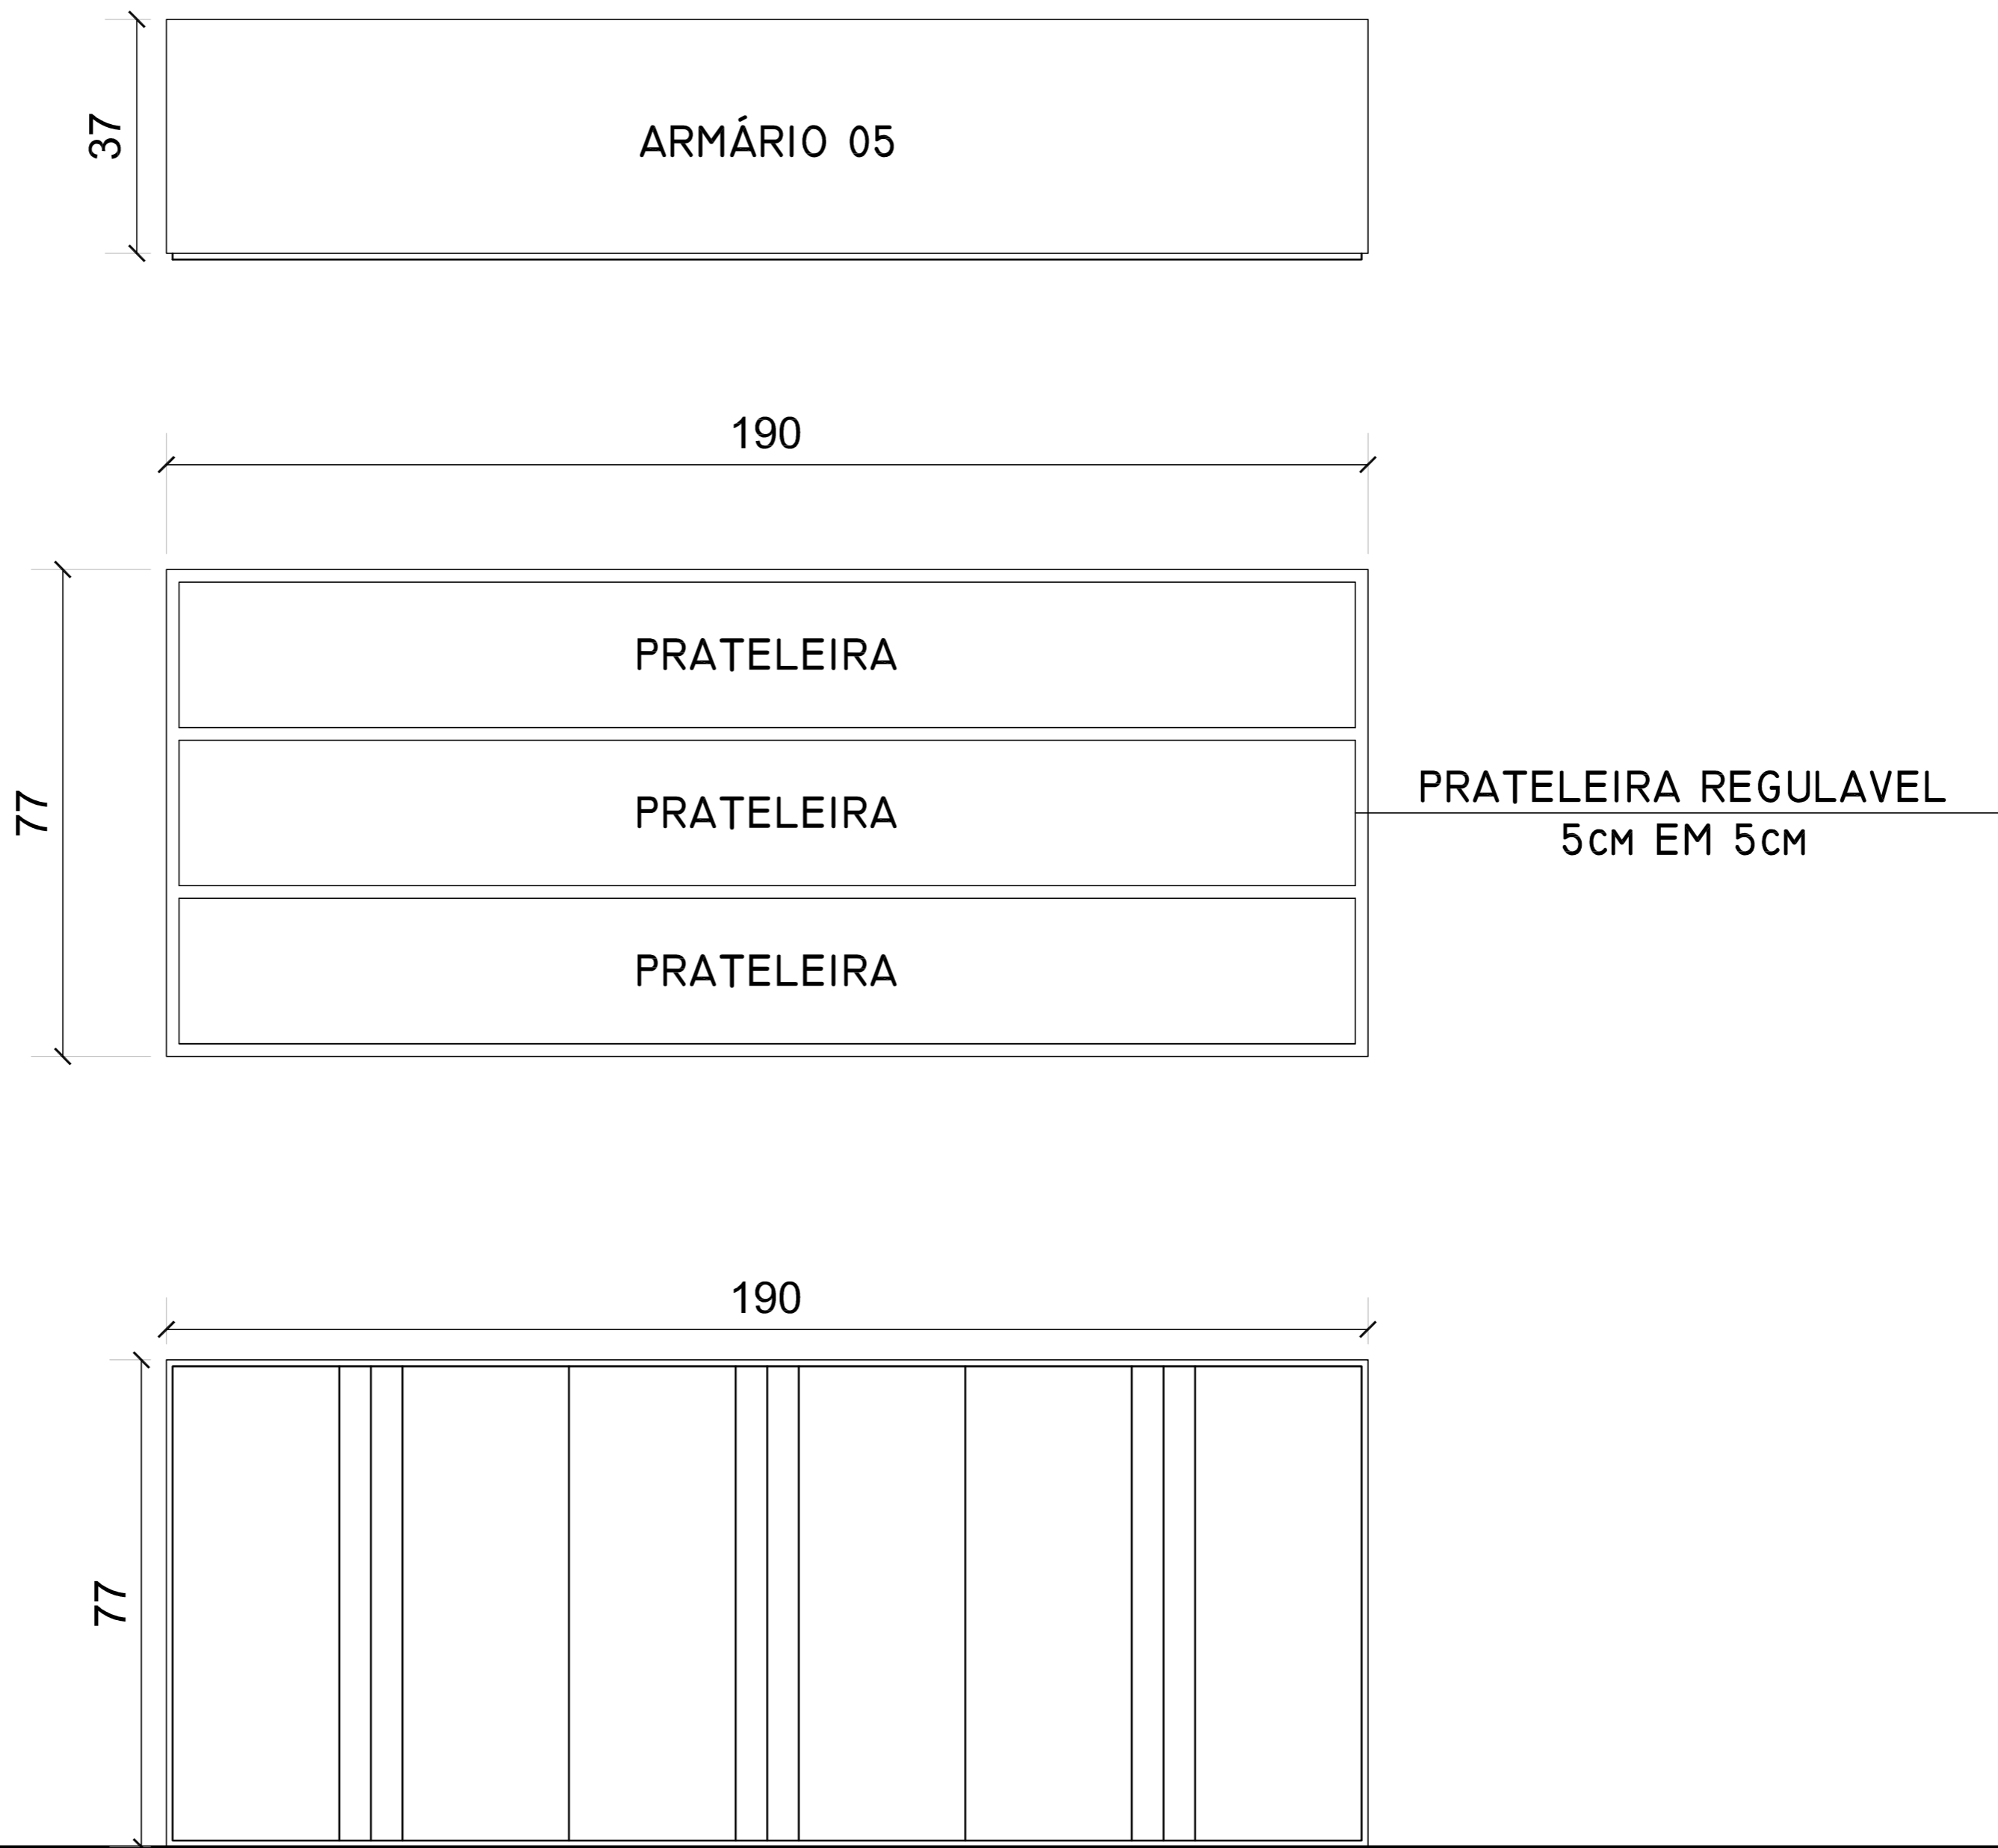 37
ARMÁRIO 05
190
PRATELEIRA
77
PRATELEIRA
PRATELEIRA REGULAVEL
5CM EM 5CM
PRATELEIRA
190
77